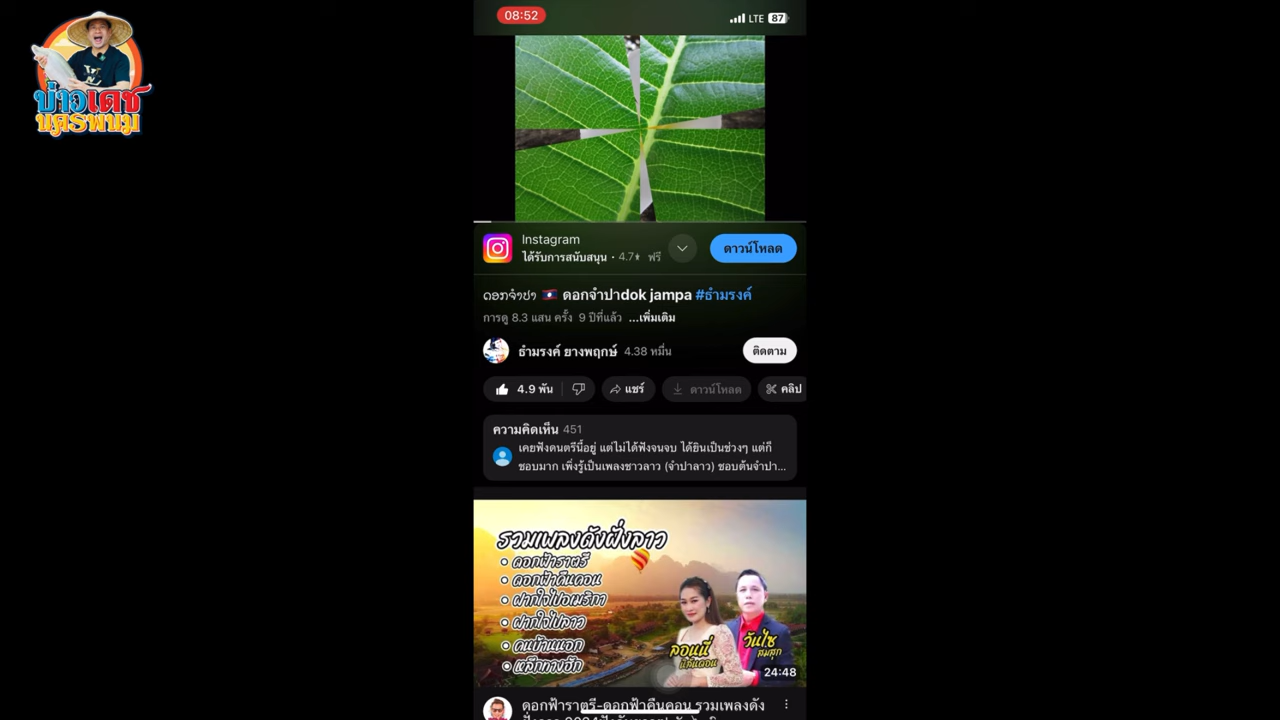 บ่าวเดช
นครพนม
08:52
LTE 87
Instagram
ได้รับการสนับสนุน · 4.7★ ฟรี
ดาวน์โหลด
ດອກຈຳປາ 🇱🇦 ดอกจำปาdok jampa #ธำมรงค์
การดู 8.3 แสน ครั้ง 9 ปีที่แล้ว ...เพิ่มเติม
ธำมรงค์ ยางพฤกษ์ 4.38 หมื่น
ติดตาม
4.9 พัน
แชร์
ดาวน์โหลด
คลิป
ความคิดเห็น 451
เคยฟังดนตรีนี้อยู่ แต่ไม่ได้ฟังจนจบ ได้ยินเป็นช่วงๆ แต่ก็
ชอบมาก เพิ่งรู้เป็นเพลงชาวลาว (จำปาลาว) ชอบต้นจำปา...
รวมเพลงดังฝั่งลาว
ดอกฟ้าราตรี
ดอกฟ้าคืนดอน
ฝากใจไปอเมริกา
ฝากใจไปลาว
คนบ้านนอก
หลีกทางฮัก
ลอนนี่
วันไซ
สมสุก
24:48
ดอกฟ้าราตรี-ดอกฟ้าคืนดอน รวมเพลงดัง